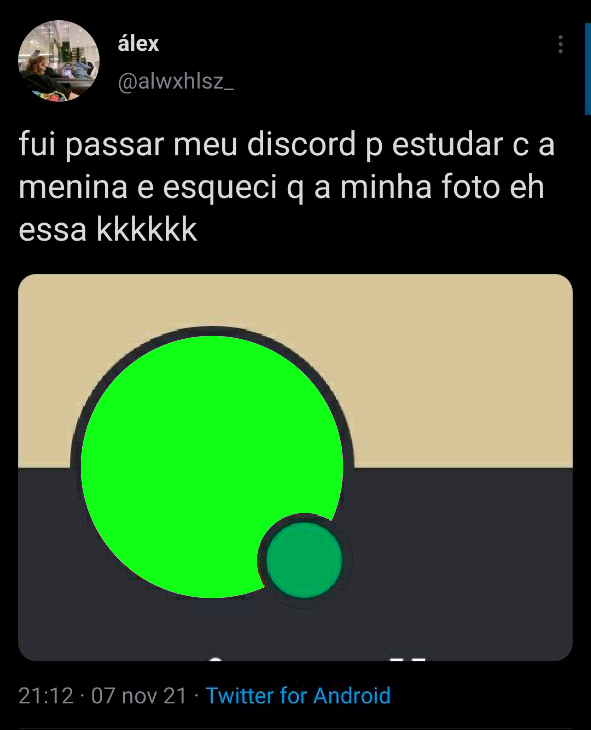 álex
@alwxhlsz_
fui passar meu discord p estudar c a
menina e esqueci q a minha foto eh
essa kkkkkk
21:12 · 07 nov 21 · Twitter for Android